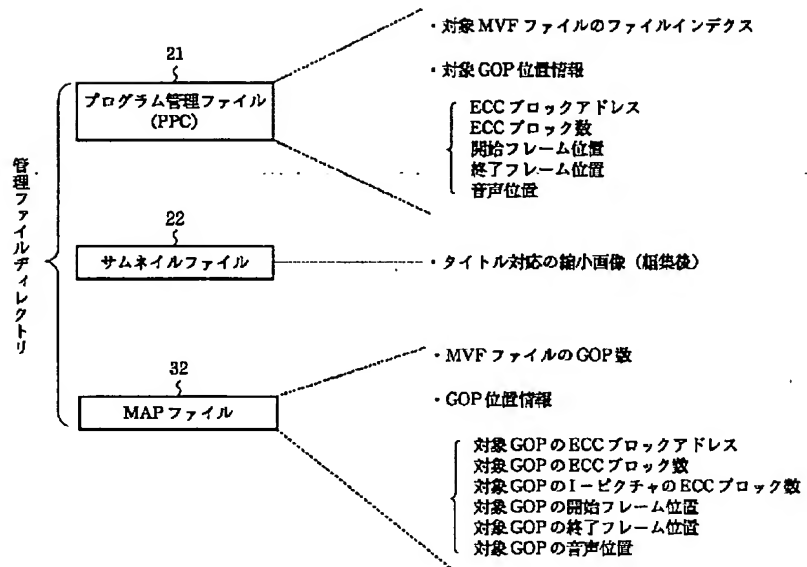 管理ファイルディレクトリ
21
プログラム管理ファイル
(PPC)
・対象 MVF ファイルのファイルインデクス
・対象 GOP 位置情報
ECC ブロックアドレス
ECC ブロック数
開始フレーム位置
終了フレーム位置
音声位置
22
サムネイルファイル
・タイトル対応の縮小画像（編集後）
32
MAP ファイル
・MVF ファイルの GOP 数
・GOP 位置情報
対象 GOP の ECC ブロックアドレス
対象 GOP の ECC ブロック数
対象 GOP の I－ピクチャの ECC ブロック数
対象 GOP の開始フレーム位置
対象 GOP の終了フレーム位置
対象 GOP の音声位置